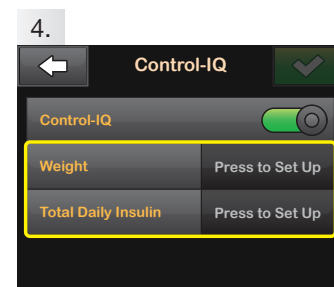 4.
Control-IQ
Control-IQ
Weight Press to Set Up
Total Daily Insulin Press to Set Up